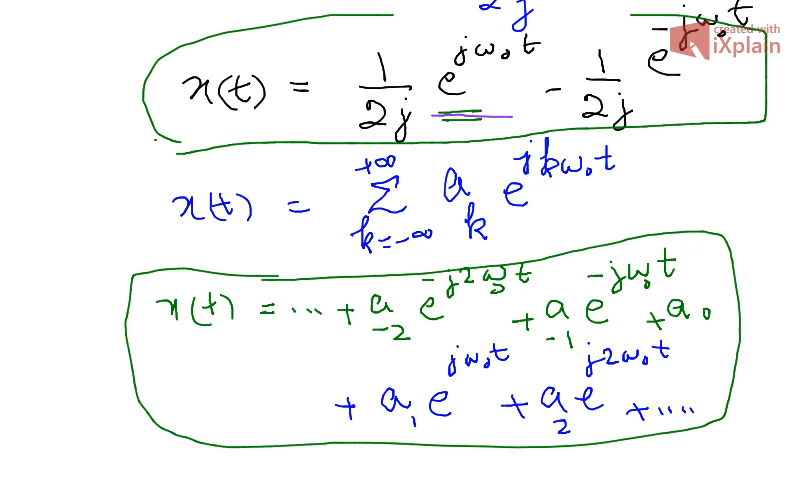 2j
created with
iXplain
x(t) = 1/2j e^{jω₀t} - 1/2j e^{-jω₀t}
x(t) = Σ_{k=-∞}^{+∞} a_k e^{jkω₀t}
x(t) = ... + a_{-2} e^{-j2ω₀t} + a_{-1} e^{-jω₀t} + a₀
+ a₁ e^{jω₀t} + a₂ e^{j2ω₀t} + ....